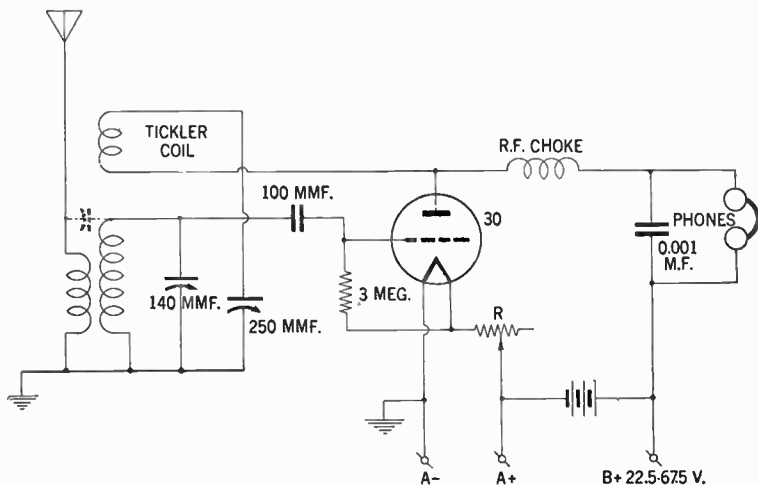 TICKLER
COIL
R.F. CHOKE
100 MMF.
30
PHONES
0.001
M.F.
3 MEG.
R
140 MMF.
250 MMF.
A-
A+
B+ 22.5-67.5 V.